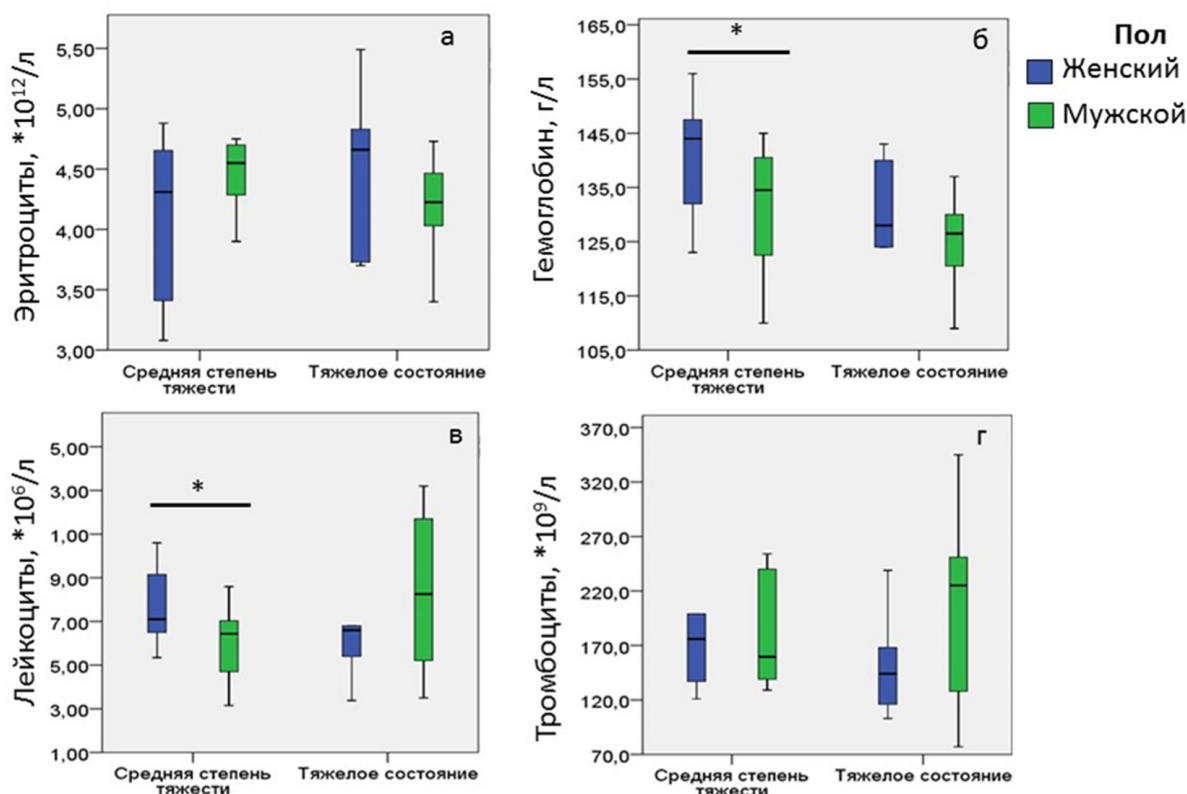 а
Эритроциты, *10¹²/л
5,50
5,00
4,50
4,00
3,50
3,00
Средняя степень
тяжести
Тяжелое состояние
б
*
Гемоглобин, г/л
165,0
155,0
145,0
135,0
125,0
115,0
105,0
Средняя степень
тяжести
Тяжелое состояние
Пол
Женский
Мужской
в
*
Лейкоциты, *10⁶/л
5,00
3,00
1,00
9,00
7,00
5,00
3,00
1,00
Средняя степень
тяжести
Тяжелое состояние
г
Тромбоциты, *10⁹/л
370,0
320,0
270,0
220,0
170,0
120,0
70,0
Средняя степень
тяжести
Тяжелое состояние